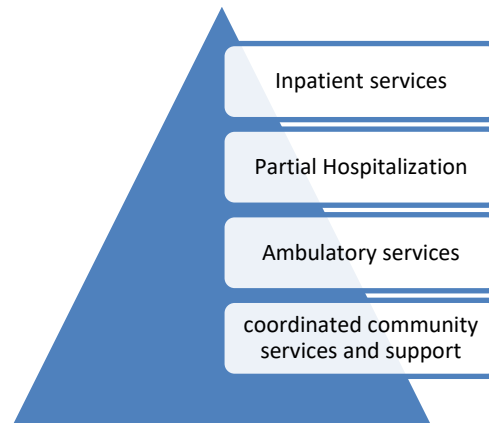 Inpatient services
Partial Hospitalization
Ambulatory services
coordinated community
services and support